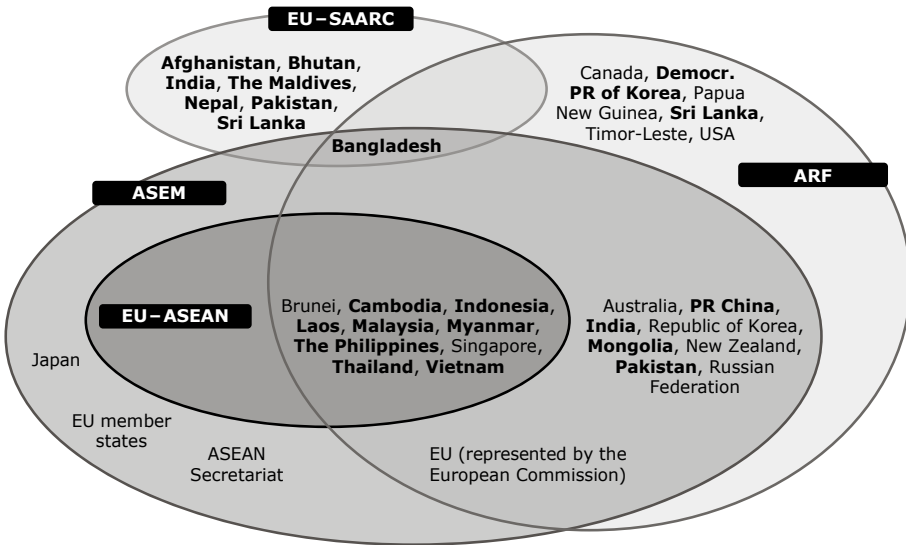 EU–SAARC
Afghanistan, Bhutan,
India, The Maldives,
Nepal, Pakistan,
Sri Lanka
Canada, Democr.
PR of Korea, Papua
New Guinea, Sri Lanka,
Timor-Leste, USA
Bangladesh
ARF
ASEM
EU–ASEAN
Brunei, Cambodia, Indonesia,
Laos, Malaysia, Myanmar,
The Philippines, Singapore,
Thailand, Vietnam
Australia, PR China,
India, Republic of Korea,
Mongolia, New Zealand,
Pakistan, Russian
Federation
Japan
EU member
states
ASEAN
Secretariat
EU (represented by the
European Commission)